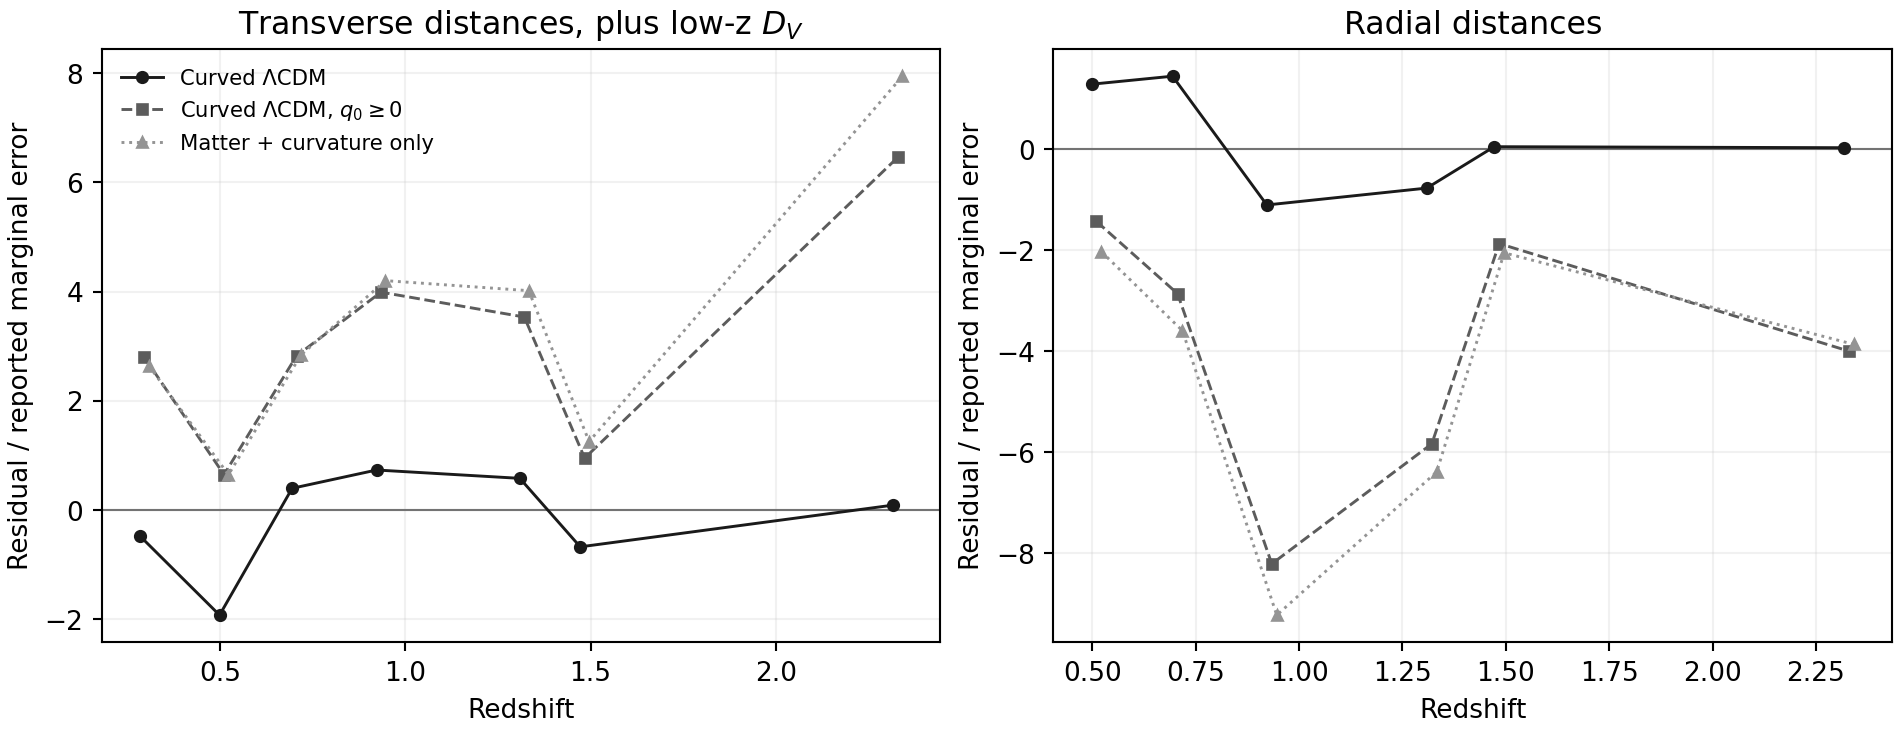 Transverse distances, plus low-z D_V
Residual / reported marginal error
8
6
4
2
0
−2
Curved ΛCDM
Curved ΛCDM, q₀ ≥ 0
Matter + curvature only
0.5 1.0 1.5 2.0
Redshift
Radial distances
Residual / reported marginal error
0
−2
−4
−6
−8
0.50 0.75 1.00 1.25 1.50 1.75 2.00 2.25
Redshift